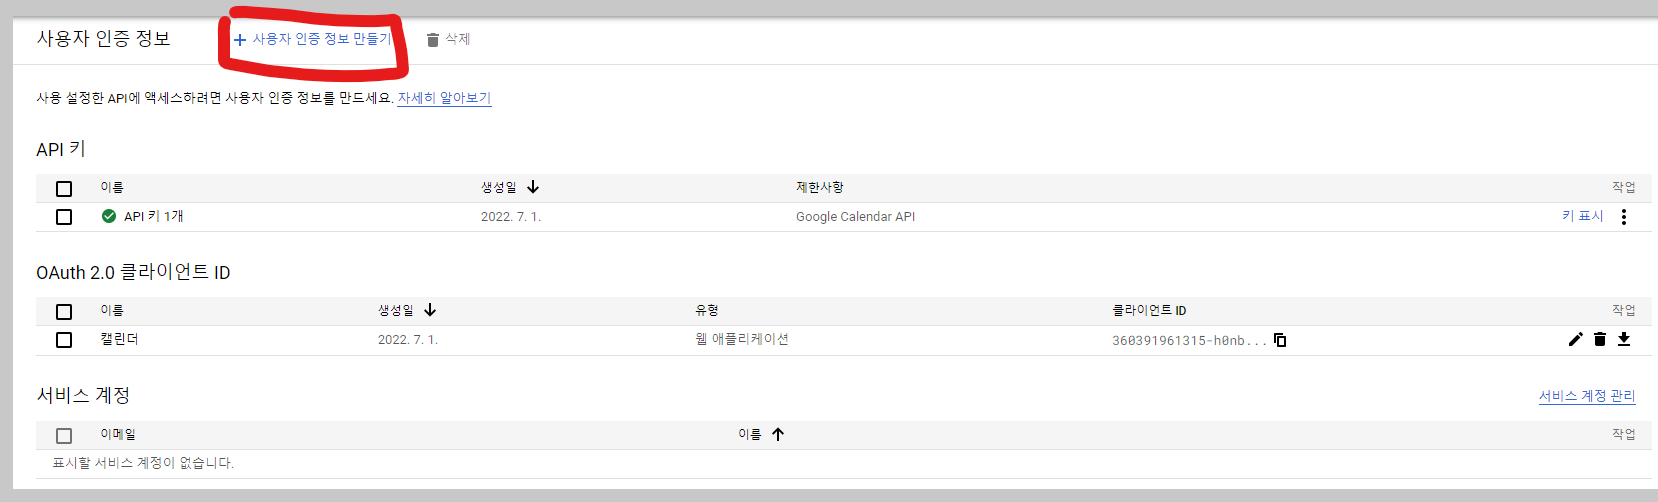 사용자 인증 정보 + 사용자 인증 정보 만들기 삭제
사용 설정한 API에 액세스하려면 사용자 인증 정보를 만드세요. 자세히 알아보기
API 키
이름 생성일 ↓ 제한사항 작업
API 키 1개 2022. 7. 1. Google Calendar API 키 표시
OAuth 2.0 클라이언트 ID
이름 생성일 ↓ 유형 클라이언트 ID 작업
캘린더 2022. 7. 1. 웹 애플리케이션 360391961315-h0nb...
서비스 계정 서비스 계정 관리
이메일 이름 ↑ 작업
표시할 서비스 계정이 없습니다.